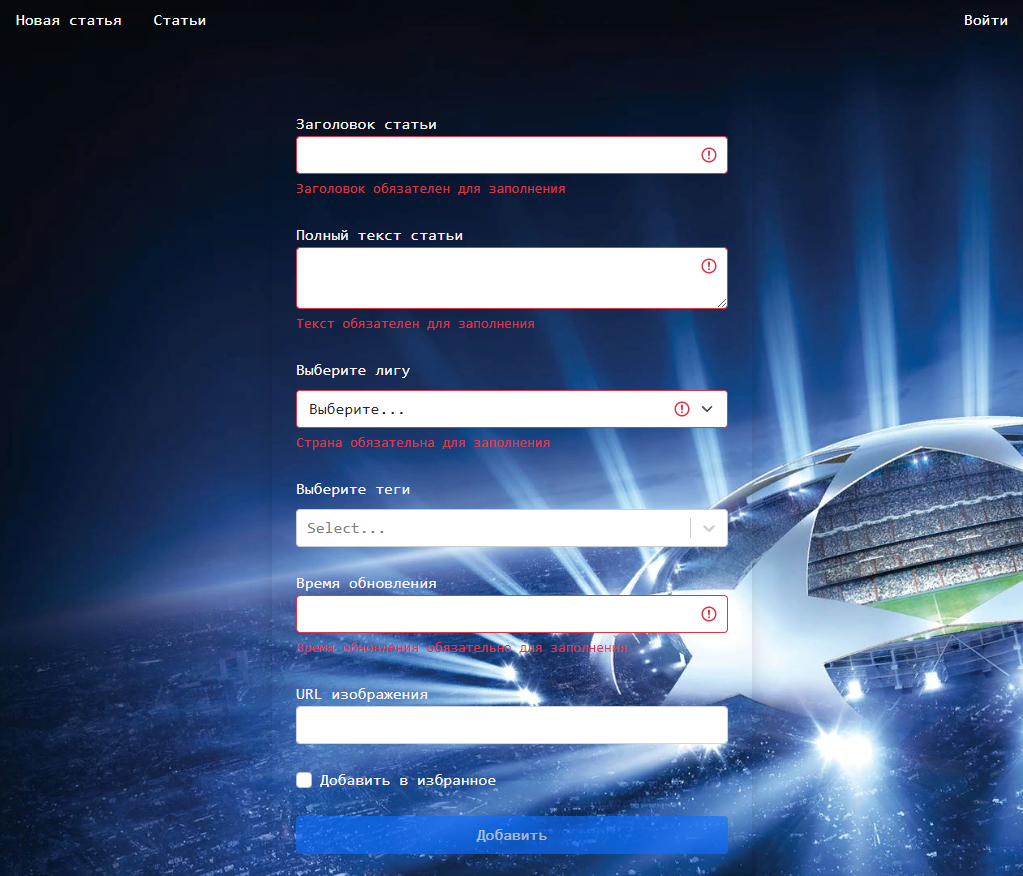 Новая статья Статьи Войти
Заголовок статьи
Заголовок обязателен для заполнения
Полный текст статьи
Текст обязателен для заполнения
Выберите лигу
Выберите...
Страна обязательна для заполнения
Выберите теги
Select...
Время обновления
Время обновления обязательно для заполнения
URL изображения
Добавить в избранное
Добавить